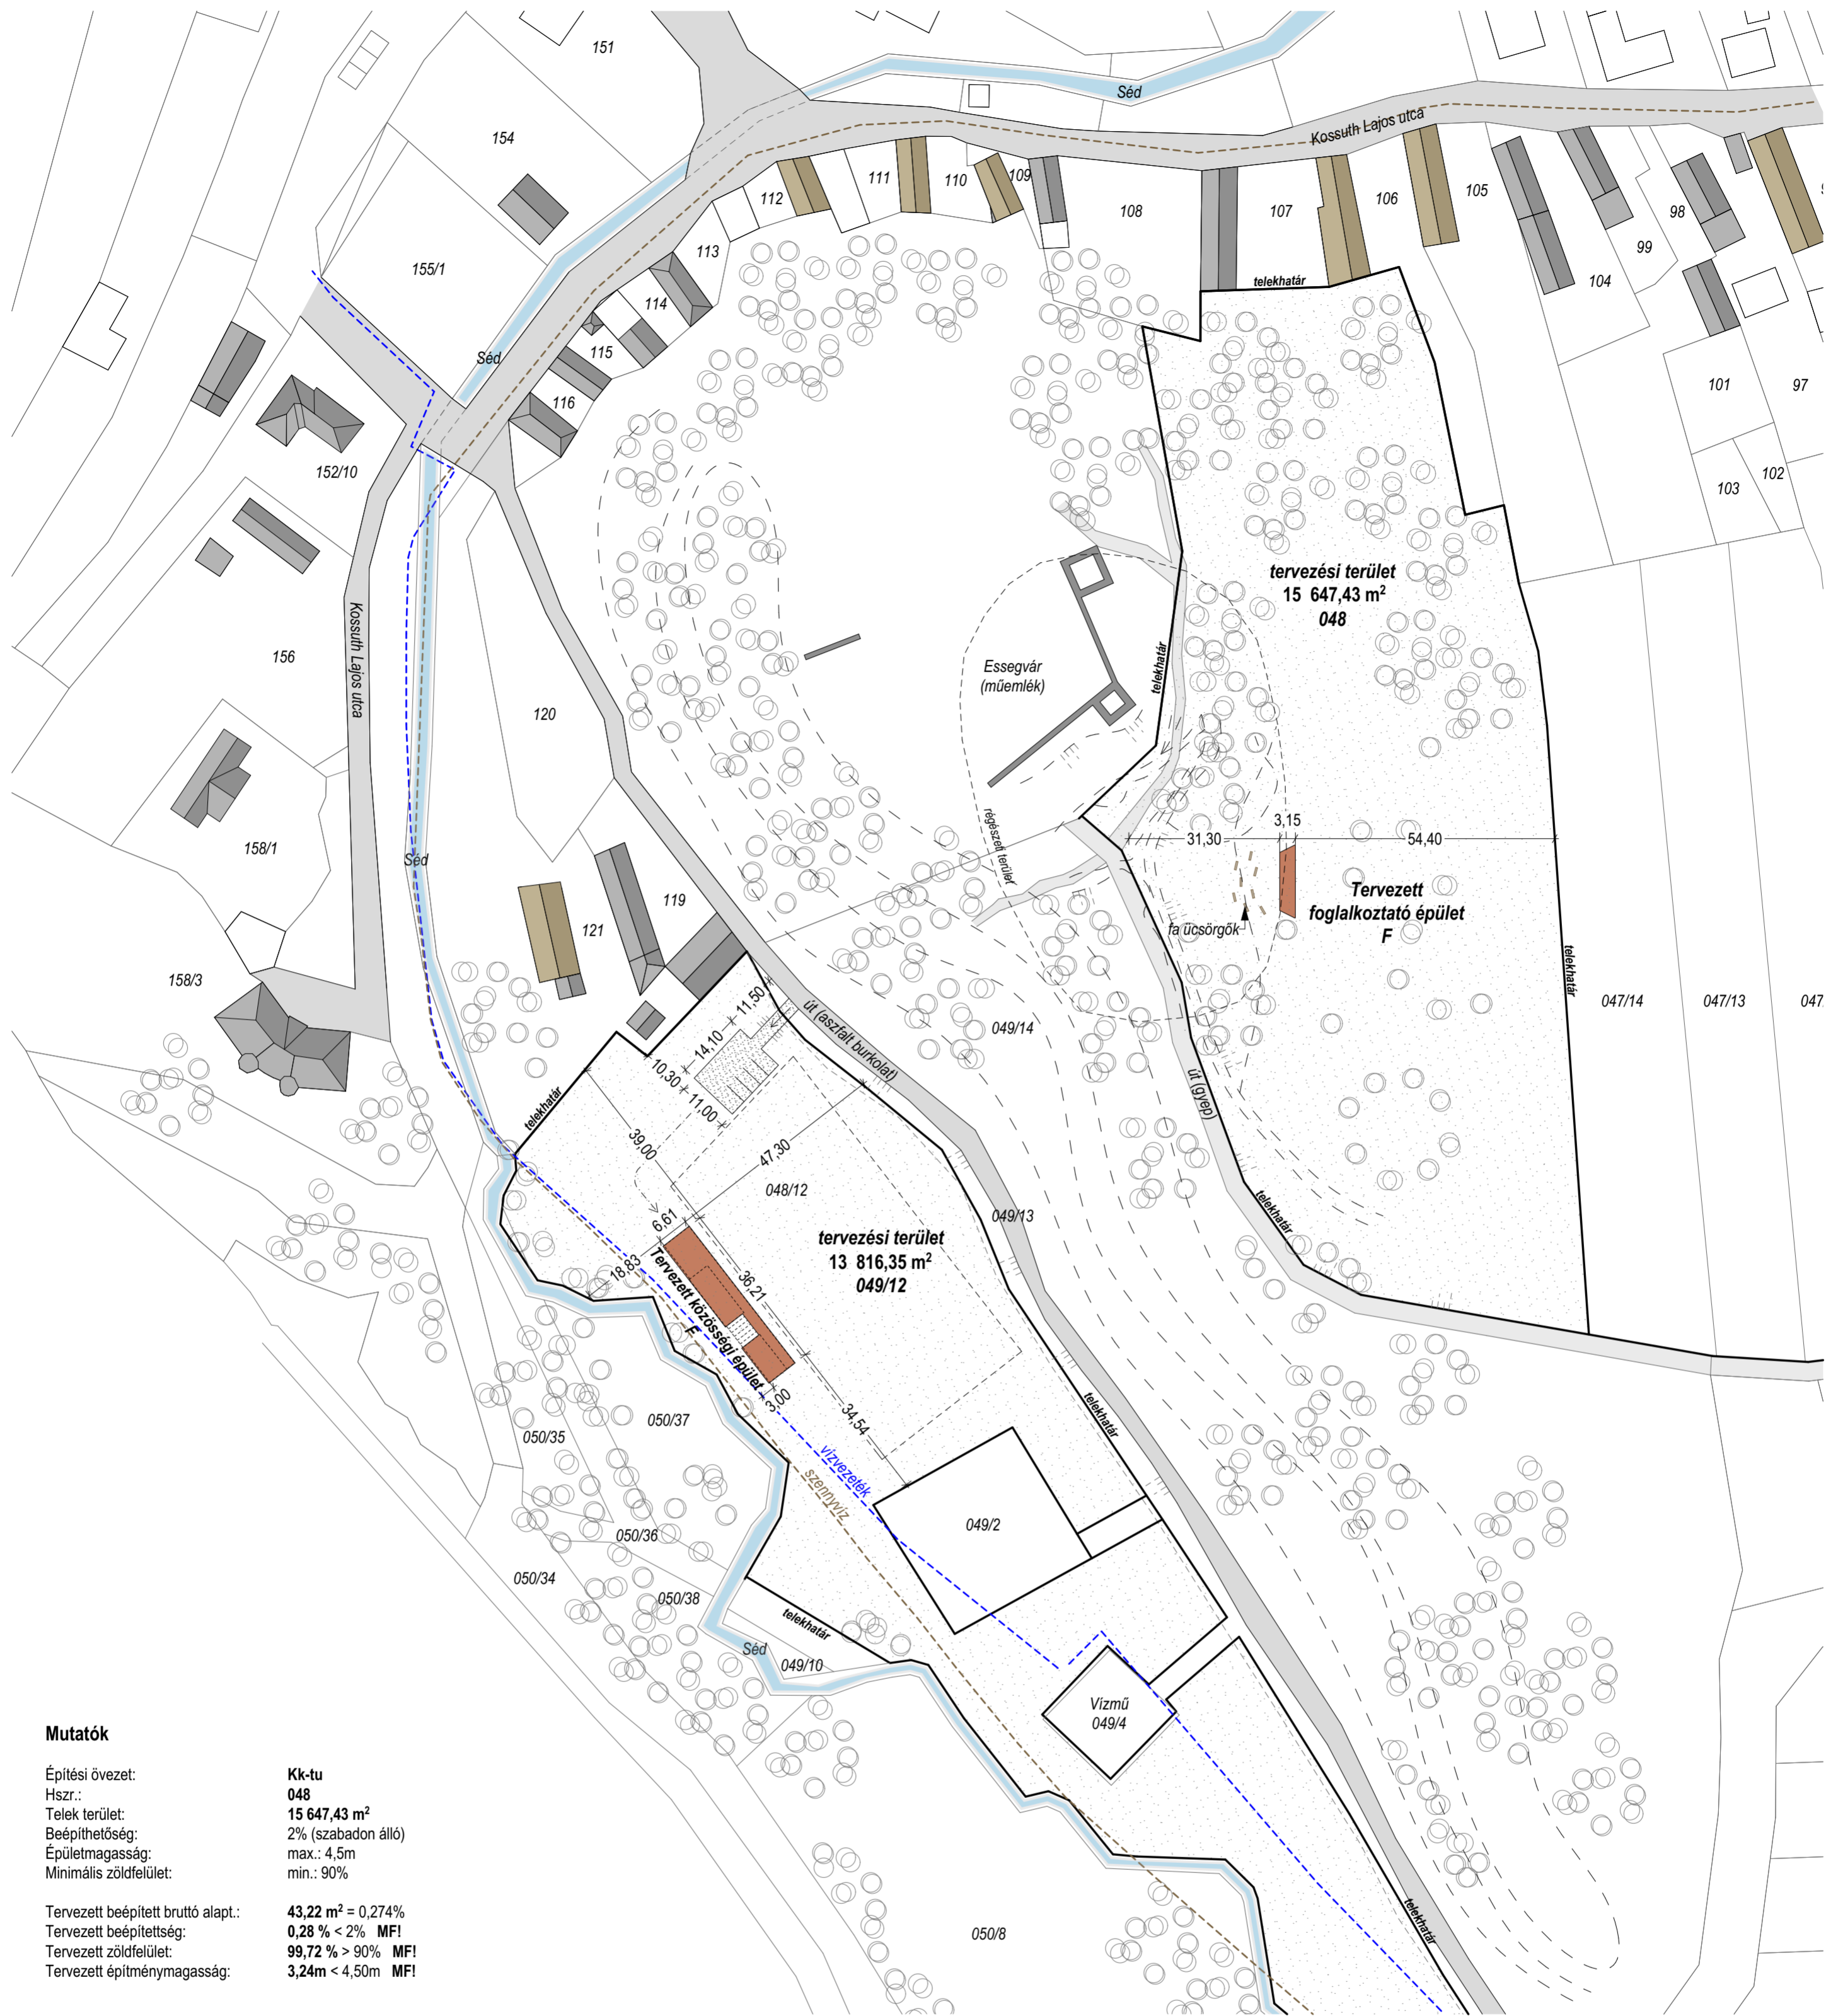 151
Séd
Kossuth Lajos utca
154
112
111
110
109
108
107
106
105
98
99
104
113
155/1
114
telekhatár
115
Séd
116
101
97
152/10
103
102
tervezési terület
15 647,43 m²
048
Kossuth Lajos utca
156
Essegvár
(műemlék)
telekhatár
120
158/1
Séd
régészeti terület
31,30
3,15
54,40
Tervezett
foglalkoztató épület
F
fa ücsörgők
119
121
158/3
telekhatár
047/14
047/13
047/
11,50
14,10
10,30
11,00
út (aszfalt burkolat)
049/14
út (gyep)
telekhatár
39,00
47,30
048/12
6,61
049/13
telekhatár
tervezési terület
13 816,35 m²
049/12
18,83
36,21
Tervezett közösségi épület
F
3,00
34,54
telekhatár
050/37
050/35
vízvezeték
szennyvíz
049/2
050/36
050/34
050/38
telekhatár
Séd
049/10
Vízmű
049/4
telekhatár
050/8
Mutatók
Építési övezet: Kk-tu
Hszr.: 048
Telek terület: 15 647,43 m²
Beépíthetőség: 2% (szabadon álló)
Épületmagasság: max.: 4,5m
Minimális zöldfelület: min.: 90%
Tervezett beépített bruttó alapt.: 43,22 m² = 0,274%
Tervezett beépítettség: 0,28 % < 2% MF!
Tervezett zöldfelület: 99,72 % > 90% MF!
Tervezett építménymagasság: 3,24m < 4,50m MF!